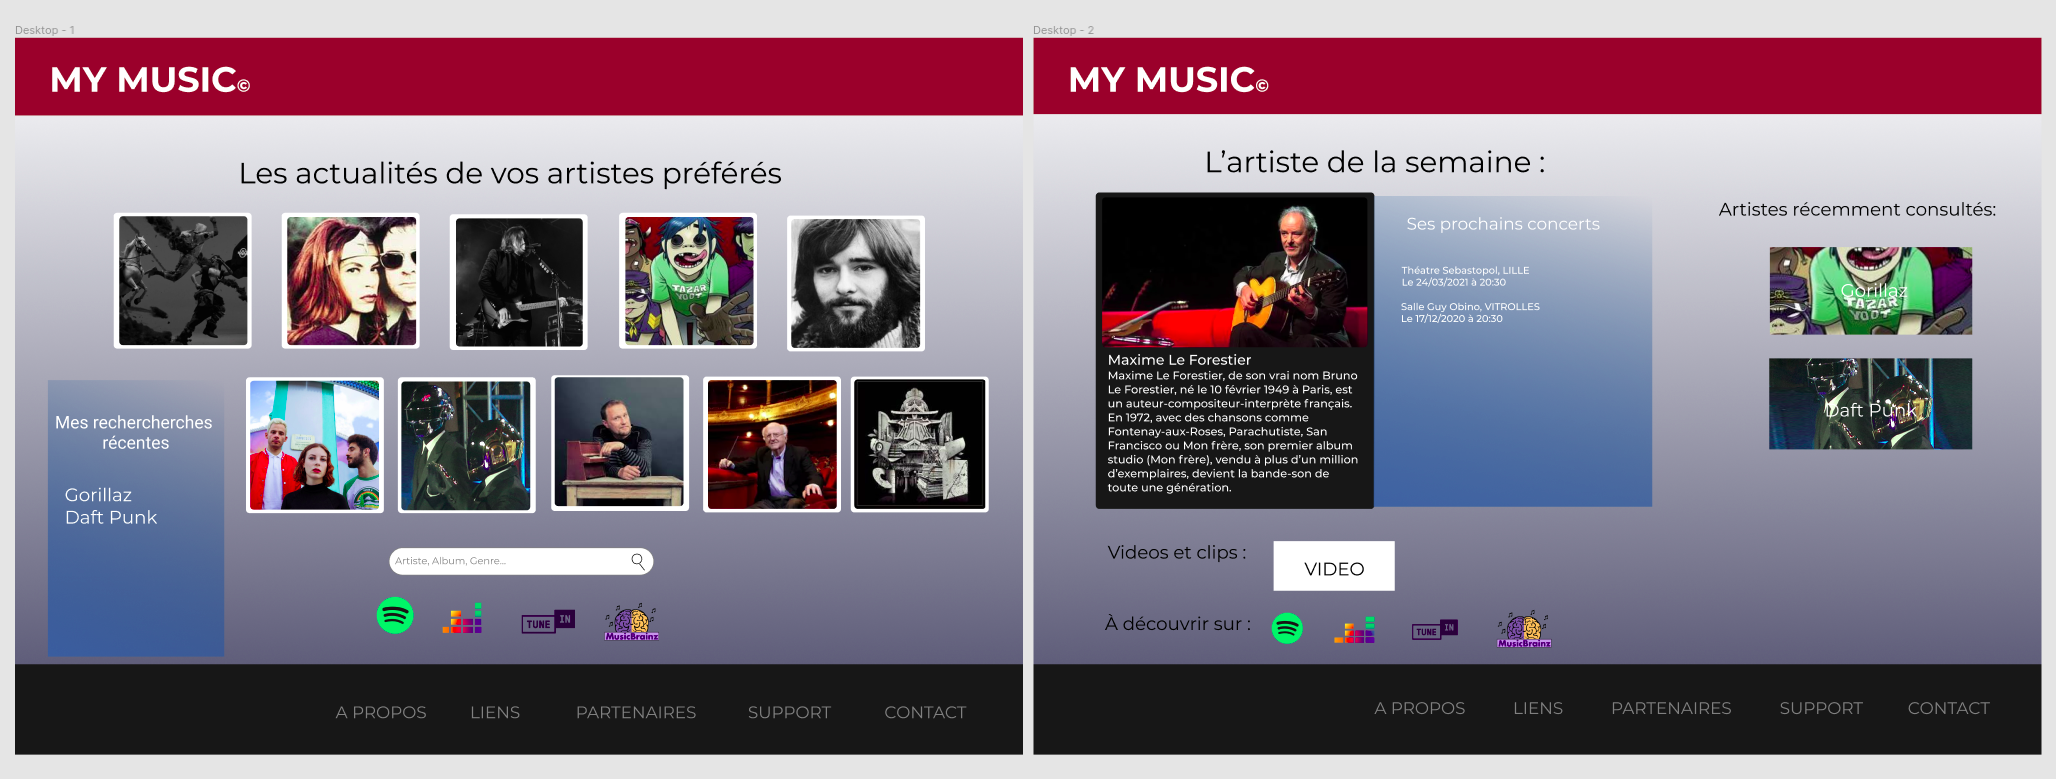 Desktop - 1
MY MUSIC©
Les actualités de vos artistes préférés
TAZAR
YOOT
Mes rechercherches
récentes
Gorillaz
Daft Punk
Artiste, Album, Genre...
TUNE IN
MusicBrainz
A PROPOS LIENS PARTENAIRES SUPPORT CONTACT
Desktop - 2
MY MUSIC©
L'artiste de la semaine :
Maxime Le Forestier
Maxime Le Forestier, de son vrai nom Bruno
Le Forestier, né le 10 février 1949 à Paris, est
un auteur-compositeur-interprète français.
En 1972, avec des chansons comme
Fontenay-aux-Roses, Parachutiste, San
Francisco ou Mon frère, son premier album
studio (Mon frère), vendu à plus d'un million
d'exemplaires, devient la bande-son de
toute une génération.
Ses prochains concerts
Théatre Sebastopol, LILLE
Le 24/03/2021 à 20:30
Salle Guy Obino, VITROLLES
Le 17/12/2020 à 20:30
Artistes récemment consultés:
Gorillaz
TAZAR
YOOT
Daft Punk
Videos et clips :
VIDEO
À découvrir sur :
TUNE IN
MusicBrainz
A PROPOS LIENS PARTENAIRES SUPPORT CONTACT